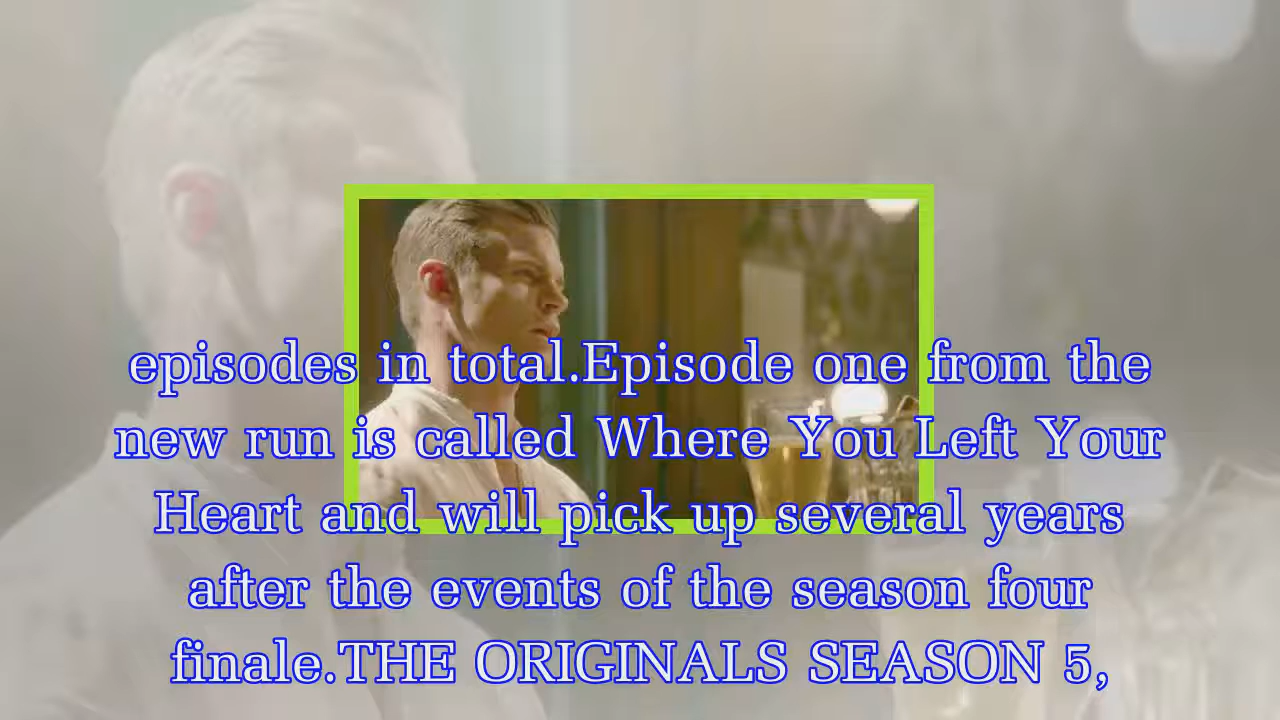 episodes in total.Episode one from the
new run is called Where You Left Your
Heart and will pick up several years
after the events of the season four
finale.THE ORIGINALS SEASON 5,